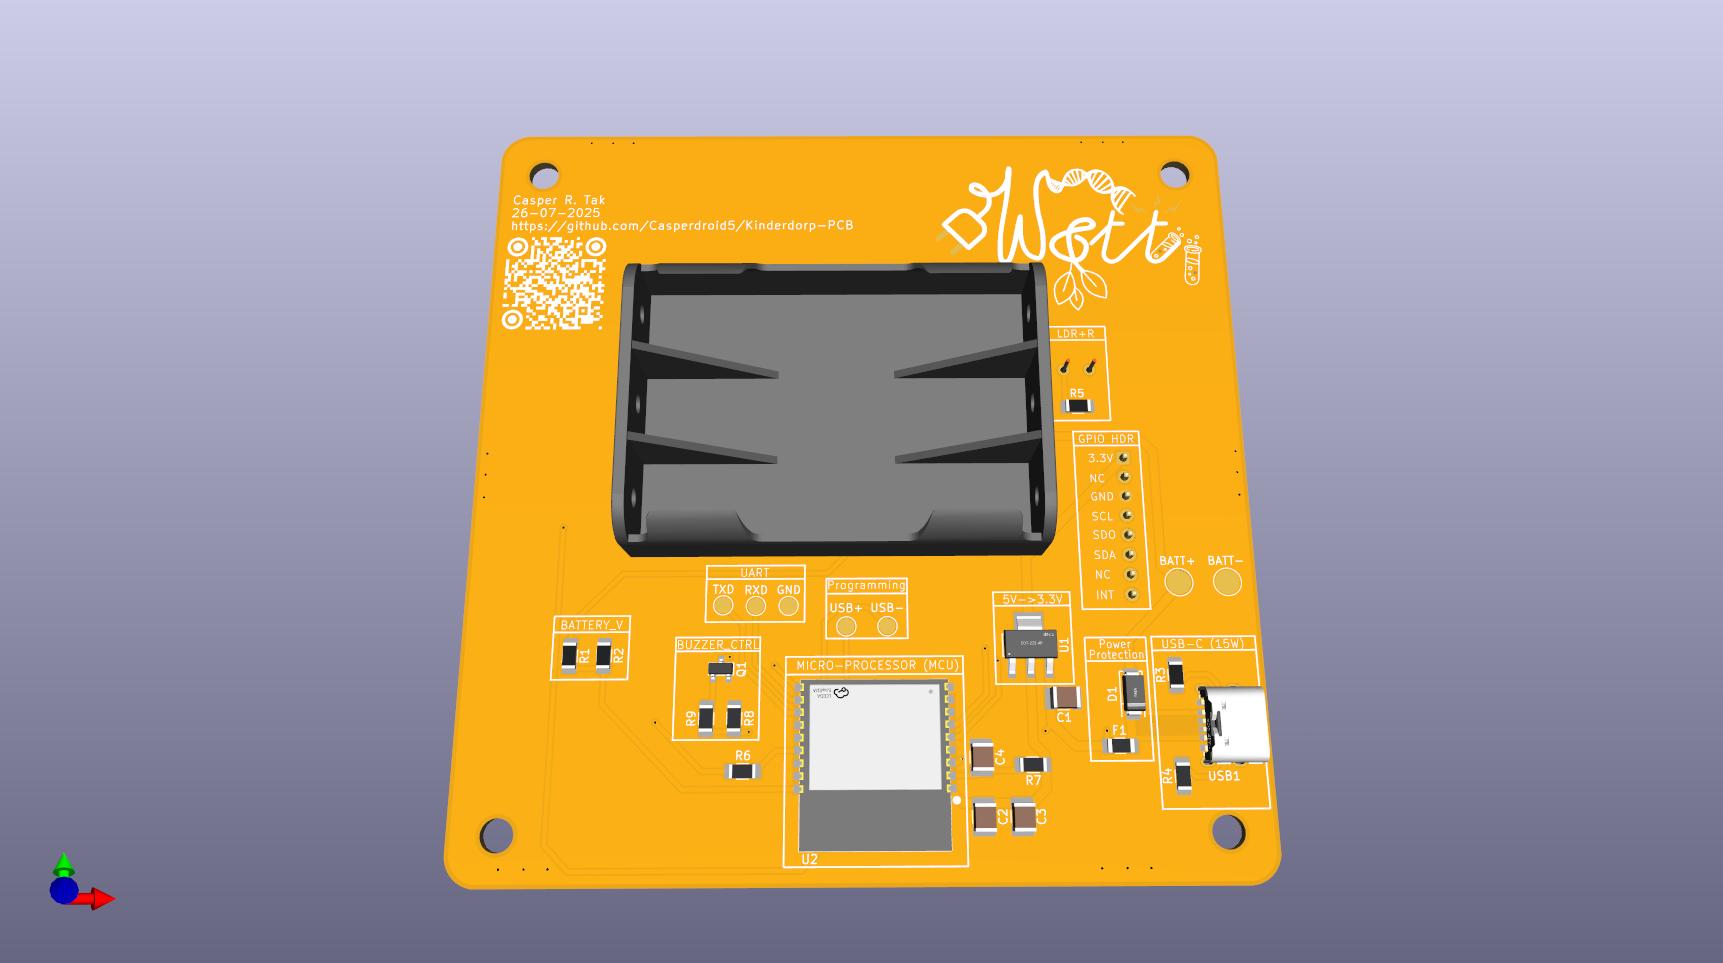 Casper R. Tak
26-07-2025
https://github.com/Casperdroid5/Kinderdorp-PCB
Watt
LDR+R
R5
GPIO HDR
3.3V
NC
GND
SCL
SDO
SDA
NC
INT
BATT+ BATT-
UART
TXD RXD GND
Programming
USB+ USB-
5V->3.3V
U1
BATTERY_V
R1 R2
BUZZER_CTRL
Q1
R9 R8
R6
MICRO-PROCESSOR (MCU)
U2
C1
C4
R7
C2 C3
Power
Protection
D1
F1
USB-C (15W)
R3
R4
USB1